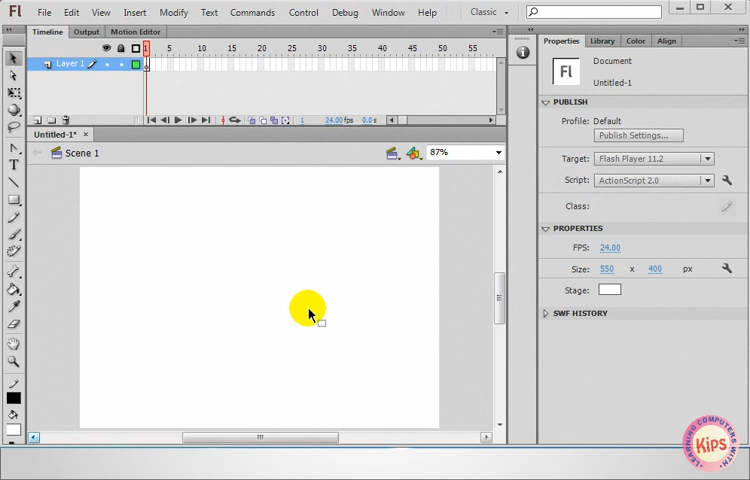 Fl File Edit View Insert Modify Text Commands Control Debug Window Help Classic
Timeline Output Motion Editor
1 5 10 15 20 25 30 35 40 45 50 55
Layer 1
1 24.00 fps 0.0 s
Untitled-1* ×
Scene 1 87%
Properties Library Color Align
Fl Document
Untitled-1
PUBLISH
Profile: Default
Publish Settings...
Target: Flash Player 11.2
Script: ActionScript 2.0
Class:
PROPERTIES
FPS: 24.00
Size: 550 x 400 px
Stage:
SWF HISTORY
LEARNING COMPUTERS WITH
Kips